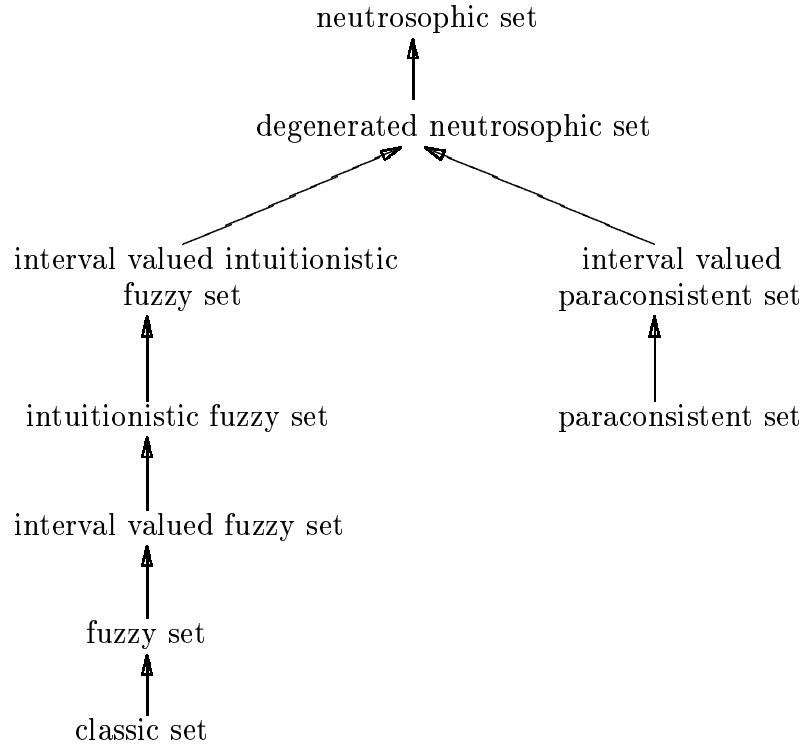 neutrosophic set
degenerated neutrosophic set
interval valued intuitionistic
fuzzy set
interval valued
paraconsistent set
intuitionistic fuzzy set
paraconsistent set
interval valued fuzzy set
fuzzy set
classic set